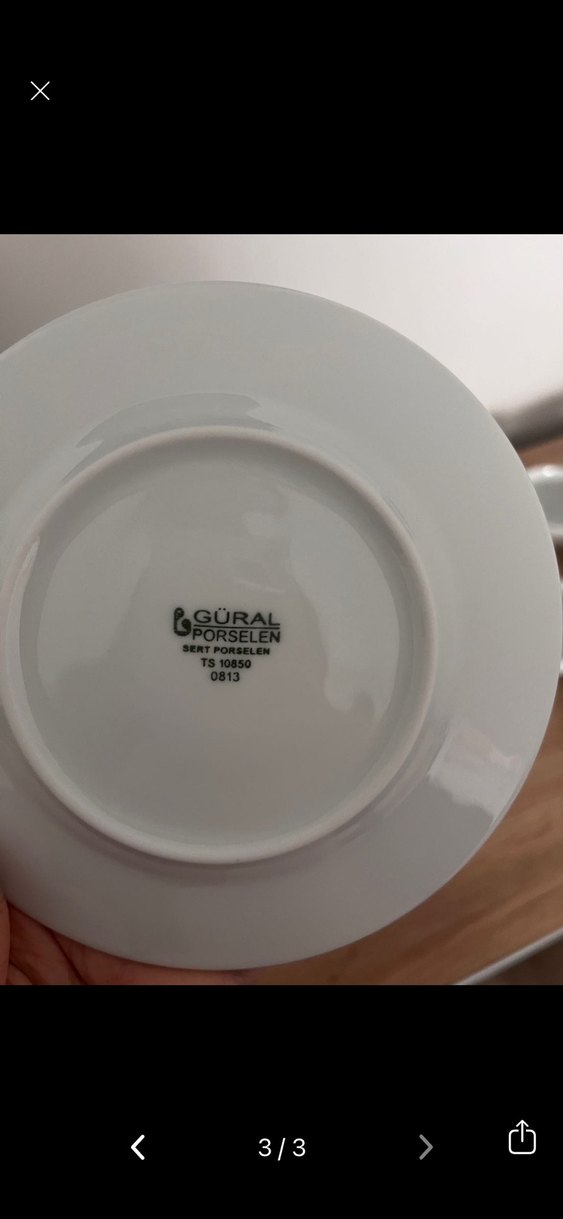 GÜRAL
PORSELEN
SERT PORSELEN
TS 10850
0813
3 / 3